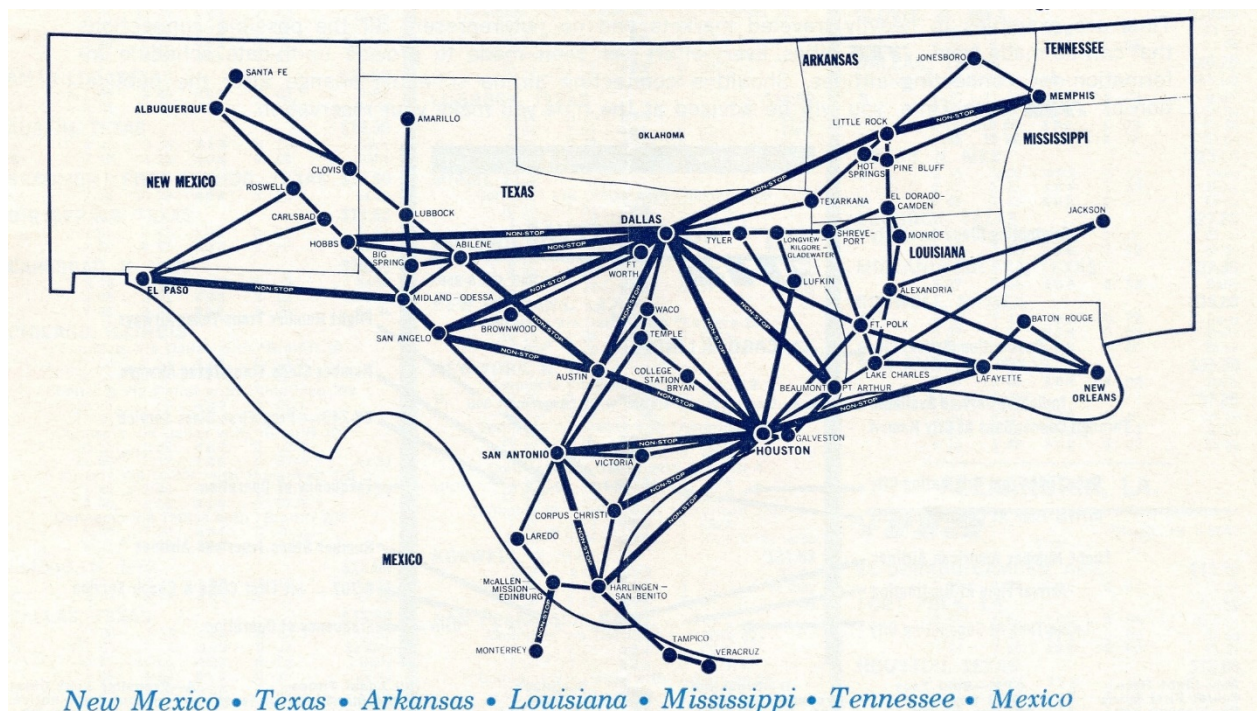 TENNESSEE
ARKANSAS
JONESBORO
SANTA FE
MEMPHIS
ALBUQUERQUE
AMARILLO
LITTLE ROCK
NON-STOP
OKLAHOMA
MISSISSIPPI
HOT
SPRINGS
PINE BLUFF
CLOVIS
NEW MEXICO
ROSWELL
TEXAS
NON-STOP
TEXARKANA
EL DORADO-
CAMDEN
CARLSBAD
LUBBOCK
DALLAS
JACKSON
HOBBS
NON-STOP
ABILENE
TYLER
LONGVIEW-
KILGORE-
GLADEWATER
SHREVE-
PORT
MONROE
LOUISIANA
BIG
SPRING
NON-STOP
FT
WORTH
NON-STOP
EL PASO
NON-STOP
MIDLAND-ODESSA
NON-STOP
LUFKIN
ALEXANDRIA
BROWNWOOD
NON-STOP
WACO
NON-STOP
FT. POLK
BATON ROUGE
SAN ANGELO
TEMPLE
NON-STOP
AUSTIN
COLLEGE
STATION
BRYAN
NON-STOP
LAKE CHARLES
LAFAYETTE
NEW
ORLEANS
BEAUMONT
PT ARTHUR
NON-STOP
SAN ANTONIO
NON-STOP
HOUSTON
GALVESTON
VICTORIA
NON-STOP
CORPUS CHRISTI
NON-STOP
LAREDO
MEXICO
NON-STOP
McALLEN-
MISSION-
EDINBURG
HARLINGEN-
SAN BENITO
NON-STOP
MONTERREY
TAMPICO
VERACRUZ
New Mexico • Texas • Arkansas • Louisiana • Mississippi • Tennessee • Mexico